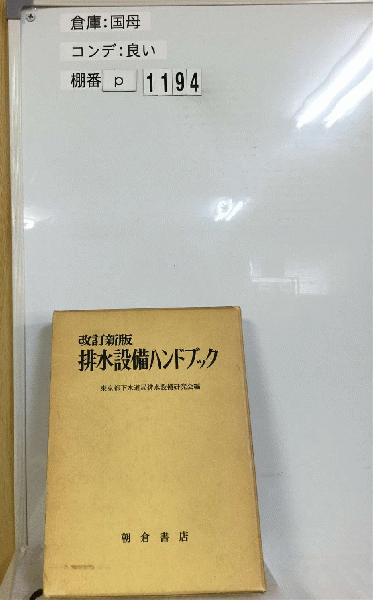 倉庫:国母
コンデ:良い
棚番 p 1194
改訂新版
排水設備ハンドブック
東京都下水道局排水設備研究会編
朝倉書店